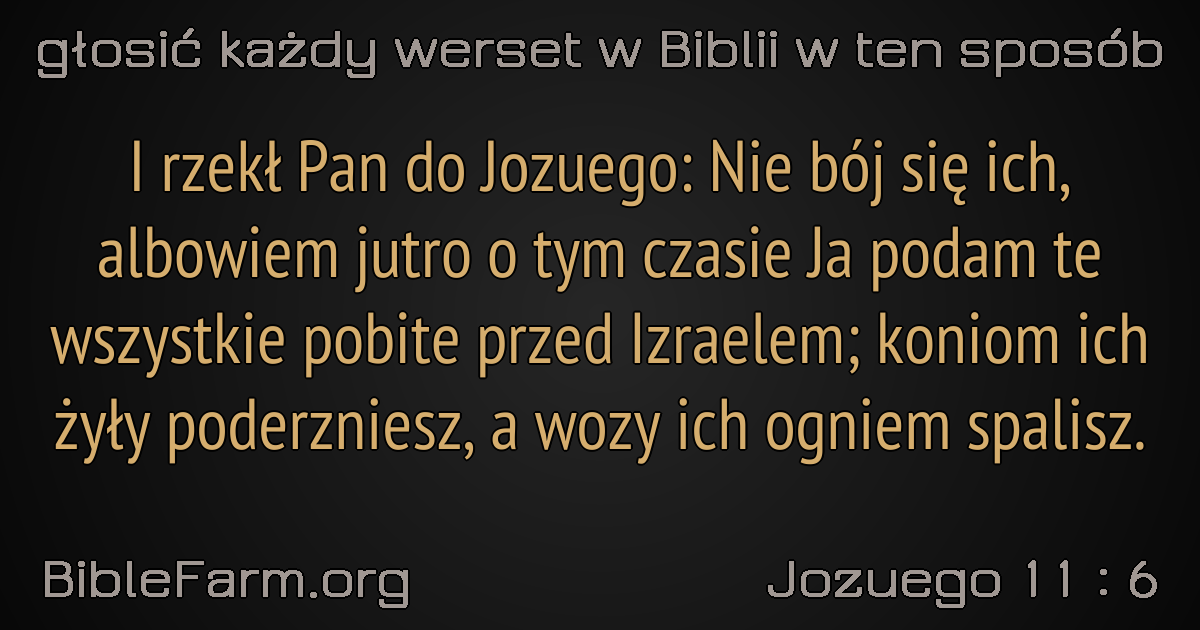 głosić każdy werset w Biblii w ten sposób
I rzekł Pan do Jozuego: Nie bój się ich,
albowiem jutro o tym czasie Ja podam te
wszystkie pobite przed Izraelem; koniom ich
żyły poderzniesz, a wozy ich ogniem spalisz.
BibleFarm.org
Jozuego 11 : 6